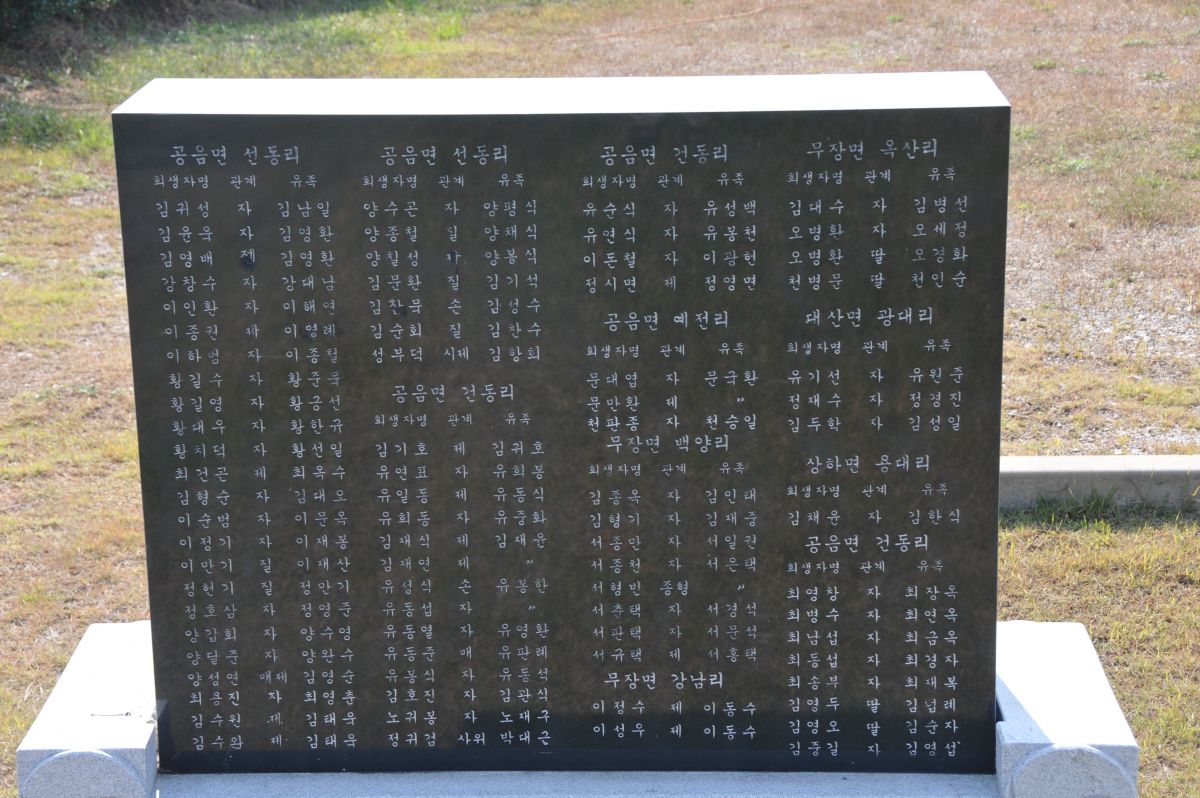 공음면 선동리
희생자명 관계 유족
김귀성 자 김남일
김윤옥 자 김영환
김영배 제 김영환
강창수 자 강대남
이인환 자 이해연
이종권 제 이영례
이하범 자 이종철
황길수 자 황준묵
황길영 자 황긍선
황대우 자 황한규
황치덕 자 황선일
최건곤 제 최옥수
김형순 자 김대오
이순범 자 이문옥
이정기 자 이재봉
이만기 질 이재산
정헌기 질 정만기
정호삼 자 정영준
양감회 자 양수영
양달준 자 양완수
양성연 매제 김영순
최용진 자 최영춘
김수원 제 김태욱
김수완 제 김태욱
공음면 선동리
희생자명 관계 유족
양수곤 자 양평식
양종철 질 양채식
양칠성 자 양봉식
김문환 질 김기석
김찬묵 손 김성수
김순회 질 김찬수
성부덕 시제 김항회
공음면 건동리
희생자명 관계 유족
김기호 제 김귀호
유연표 자 유희봉
유일동 제 유동식
유희동 자 유중화
김재식 제 김재윤
김재연 제 〃
유성식 손 유봉한
유동섭 자 〃
유동열 자 유영환
유동준 매 유판례
유봉식 자 유동석
김호진 자 김관식
노귀봄 자 노재구
정귀검 사위 박대근
공음면 건동리
희생자명 관계 유족
유순식 자 유성백
유연식 자 유봉천
이돈철 자 이광헌
정시면 제 정영면
공음면 예전리
희생자명 관계 유족
문대엽 자 문국환
문만환 제 〃
천판종 자 천승일
무장면 백양리
희생자명 관계 유족
김종옥 자 김인태
김형기 자 김재중
서종만 자 서일원
서종천 자 서은택
서형민 종형 〃
서춘택 자 서경석
서판택 자 서문석
서규택 제 서흥택
무장면 강남리
이정수 제 이동수
이성우 제 이동수
무장면 옥산리
희생자명 관계 유족
김대수 자 김병선
오병환 자 오세정
오병환 딸 오경화
천병문 딸 천인순
대산면 광대리
희생자명 관계 유족
유기선 자 유원준
정재수 자 정경진
김두학 자 김성일
상하면 용대리
희생자명 관계 유족
김채윤 자 김한식
공음면 건동리
희생자명 관계 유족
최영창 자 최장옥
최병수 자 최연옥
최남섭 자 최금옥
최동섭 자 최경자
최송부 자 최재복
김영두 딸 김넙례
김영오 딸 김순자
김중길 자 김영섭